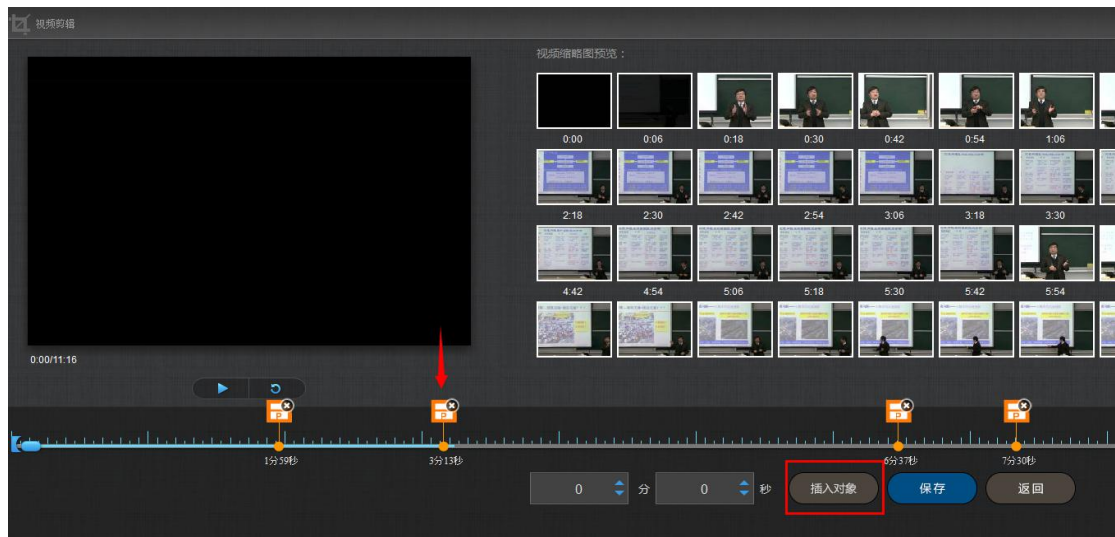 视频剪辑
视频缩略图预览：
0:00 0:06 0:18 0:30 0:42 0:54 1:06
2:18 2:30 2:42 2:54 3:06 3:18 3:30
4:42 4:54 5:06 5:18 5:30 5:42 5:54
0:00/11:16
P P P P
1分59秒 3分13秒 6分37秒 7分30秒
0 分 0 秒 插入对象 保存 返回